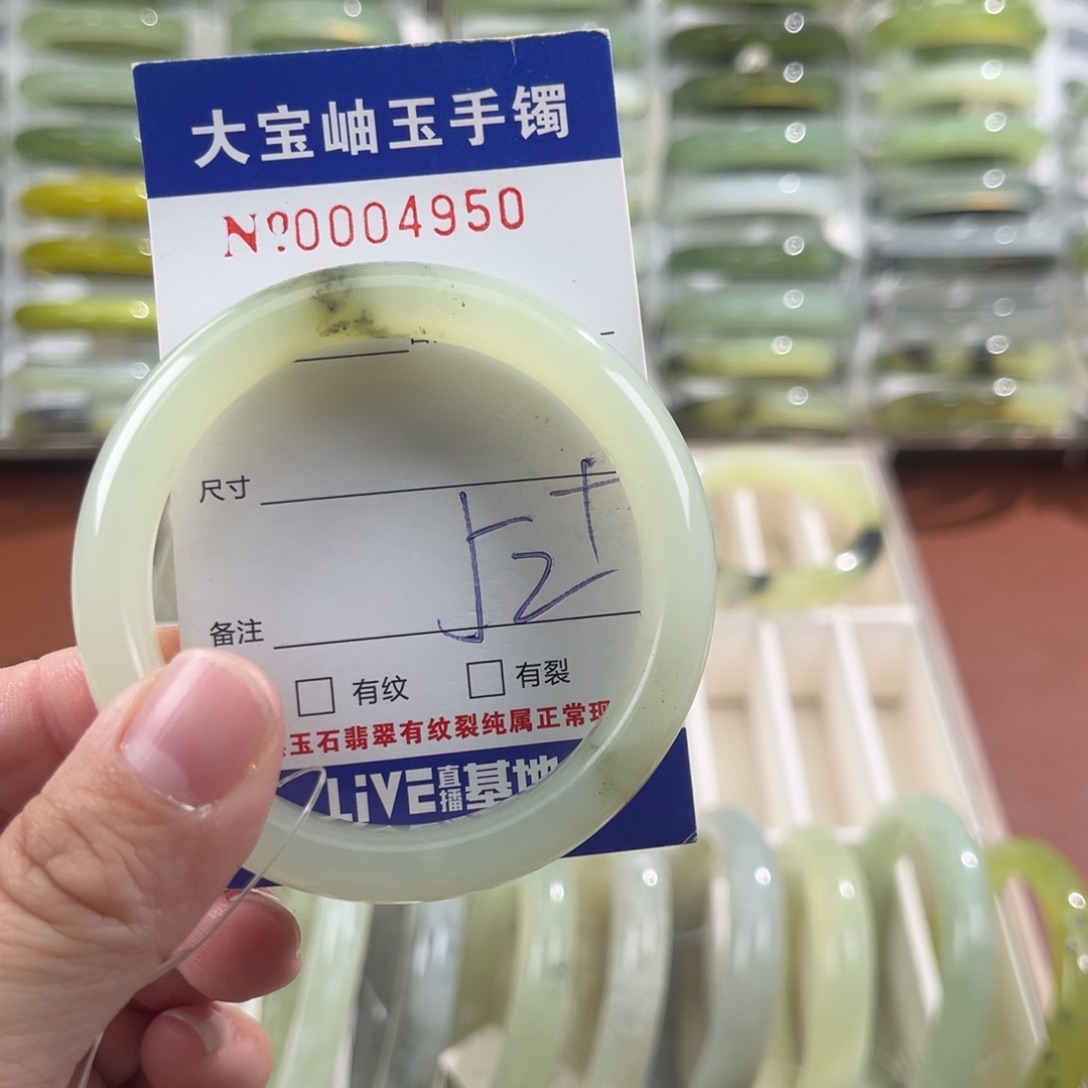 大宝岫玉手镯
Nº0004950
尺寸
52+
备注
□ 有纹 □ 有裂
玉石翡翠有纹裂纯属正常现
LiVE直播基地